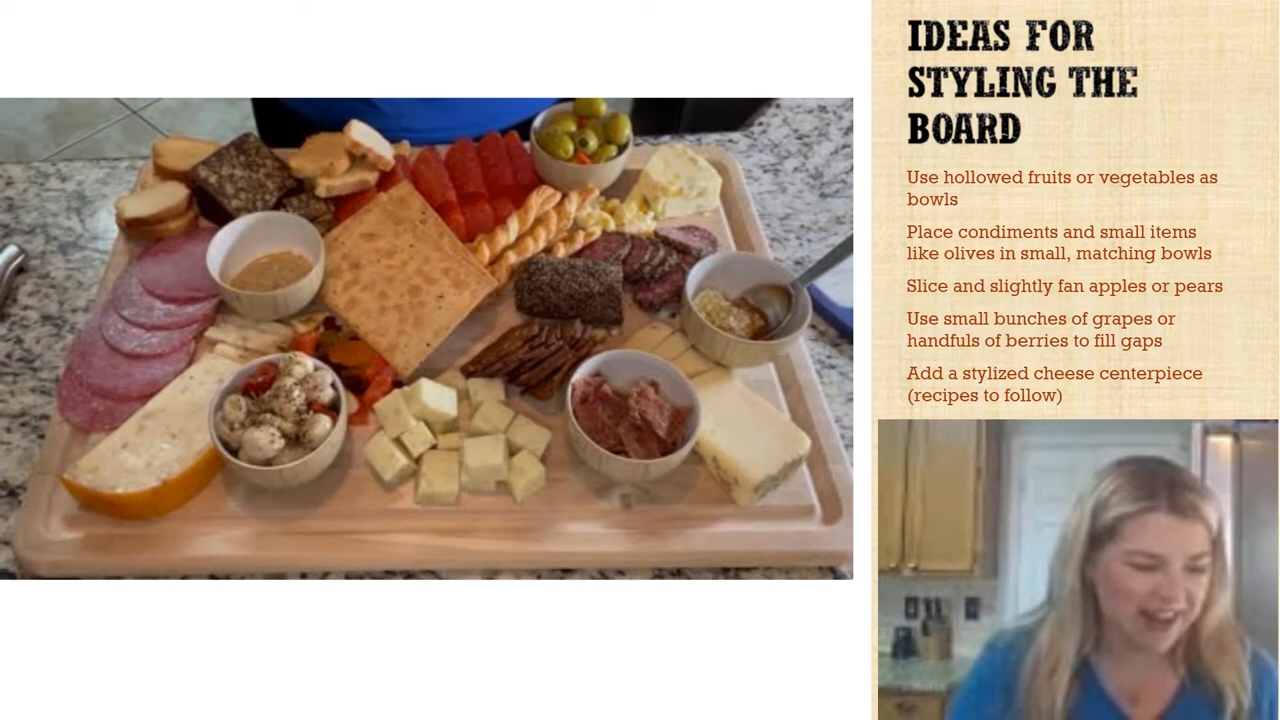 IDEAS FOR
STYLING THE
BOARD
Use hollowed fruits or vegetables as
bowls
Place condiments and small items
like olives in small, matching bowls
Slice and slightly fan apples or pears
Use small bunches of grapes or
handfuls of berries to fill gaps
Add a stylized cheese centerpiece
(recipes to follow)